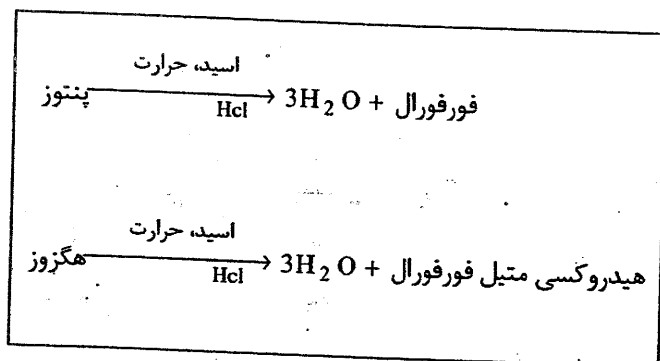 اسید، حرارت
پنتوز ⟶ 3H₂O + فورفورال
Hcl
اسید، حرارت
هگزوز ⟶ 3H₂O + هیدروکسی متیل فورفورال
Hcl